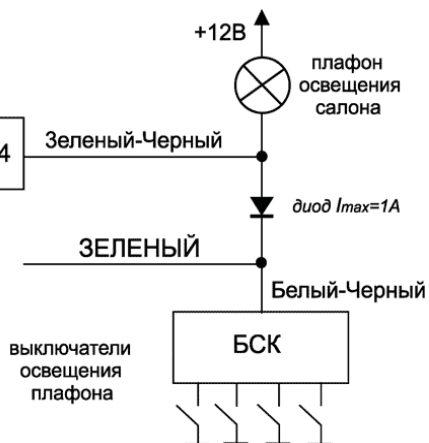 +12В
плафон
освещения
салона
4
Зеленый-Черный
диод Imax=1A
ЗЕЛЕНЫЙ
Белый-Черный
БСК
выключатели
освещения
плафона